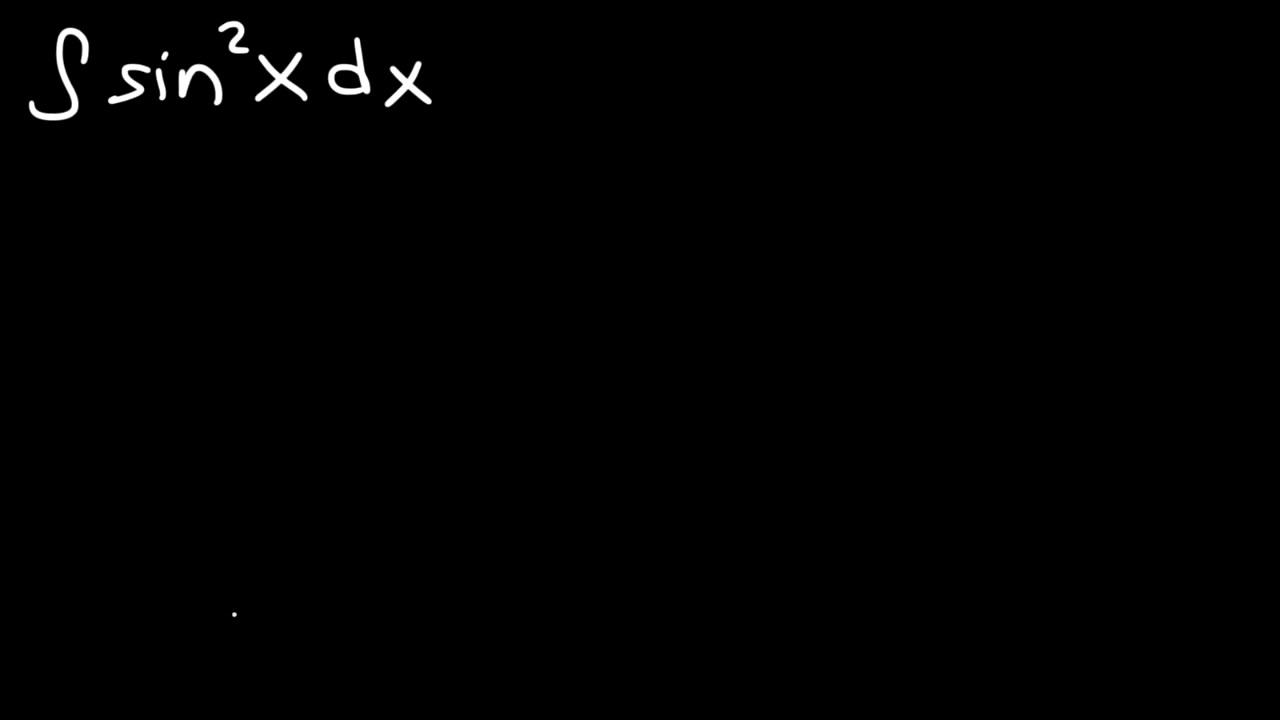 ∫ sin²x dx